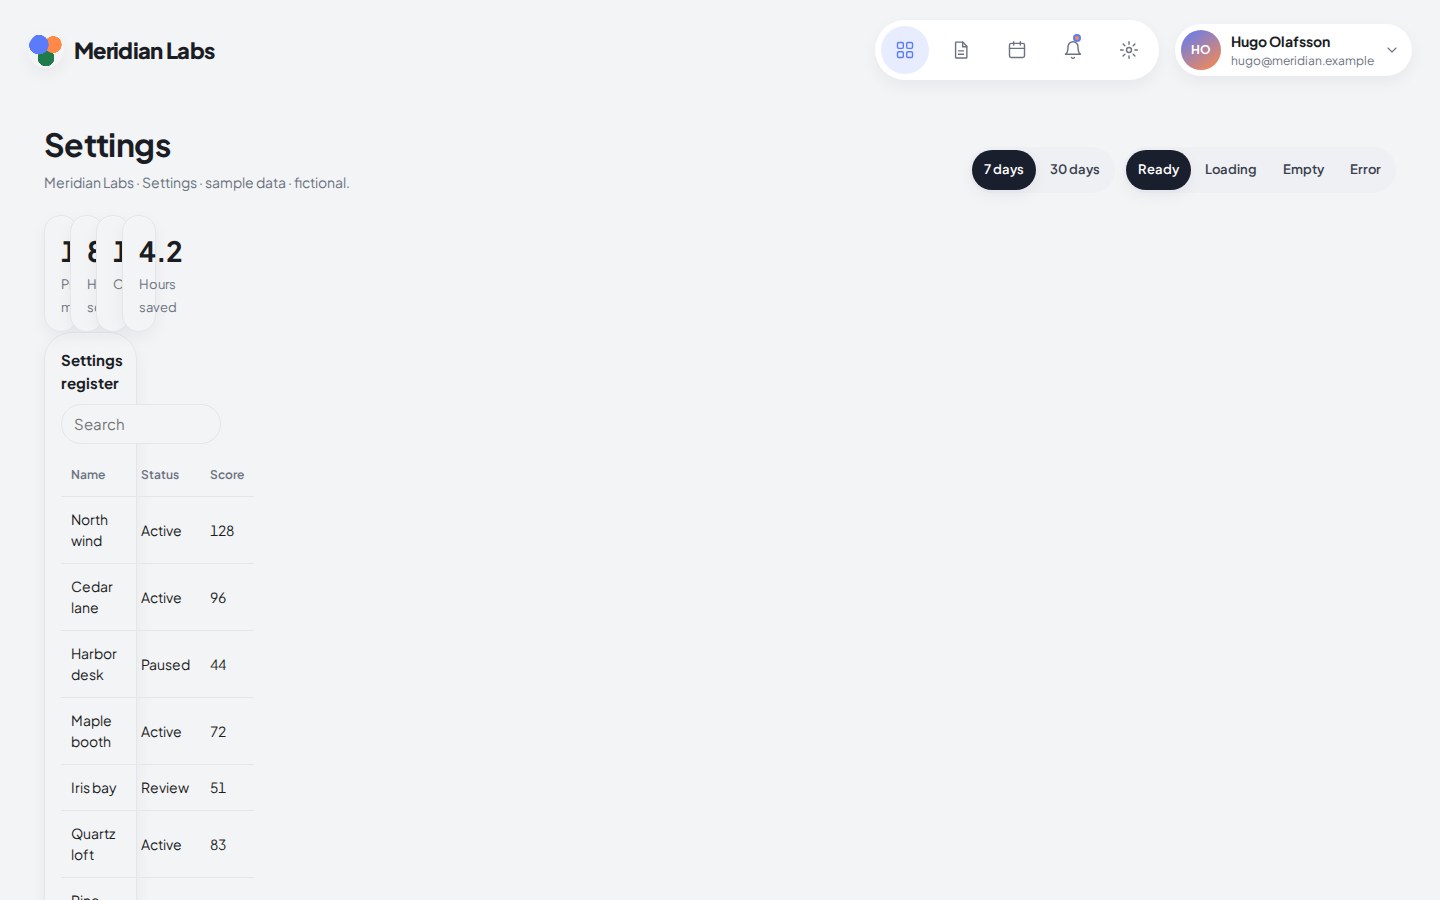 Meridian Labs
HO
Hugo Olafsson
hugo@meridian.example
Settings
Meridian Labs · Settings · sample data · fictional.
7 days
30 days
Ready
Loading
Empty
Error
4.2
Hours
saved
Settings
register
Search
Name Status Score
North
wind
Active 128
Cedar
lane
Active 96
Harbor
desk
Paused 44
Maple
booth
Active 72
Iris bay Review 51
Quartz
loft
Active 83